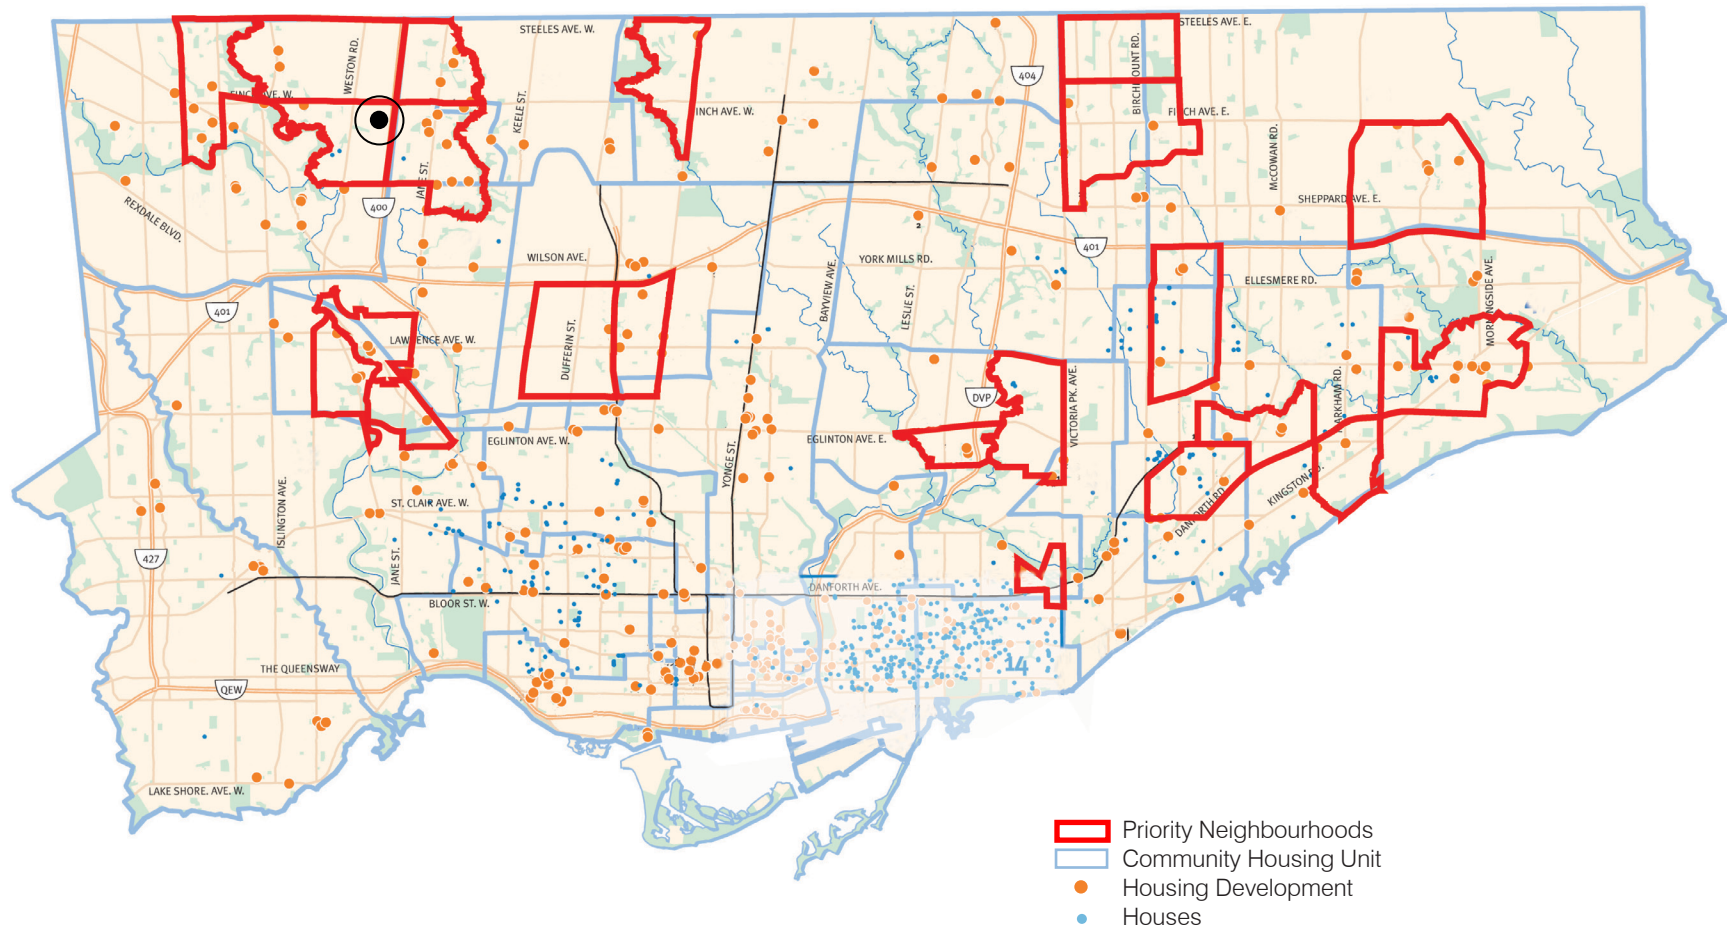 STEELES AVE. W.
STEELES AVE. E.
WESTON RD.
404
BIRCHMOUNT RD.
FINCH AVE. W.
KEELE ST.
INCH AVE. W.
FINCH AVE. E.
McCOWAN RD.
JANE ST.
REXDALE BLVD.
400
SHEPPARD AVE. E.
2
401
WILSON AVE.
YORK MILLS RD.
BAYVIEW AVE.
LESLIE ST.
ELLESMERE RD.
MORNINGSIDE AVE.
401
LAWRENCE AVE. W.
DUFFERIN ST.
DVP
VICTORIA PK. AVE.
MARKHAM RD.
EGLINTON AVE. W.
EGLINTON AVE. E.
YONGE ST.
KINGSTON RD.
ISLINGTON AVE.
ST. CLAIR AVE. W.
DANFORTH RD.
427
JANE ST.
DANFORTH AVE.
BLOOR ST. W.
THE QUEENSWAY
14
QEW
LAKE SHORE. AVE. W.
Priority Neighbourhoods
Community Housing Unit
Housing Development
Houses